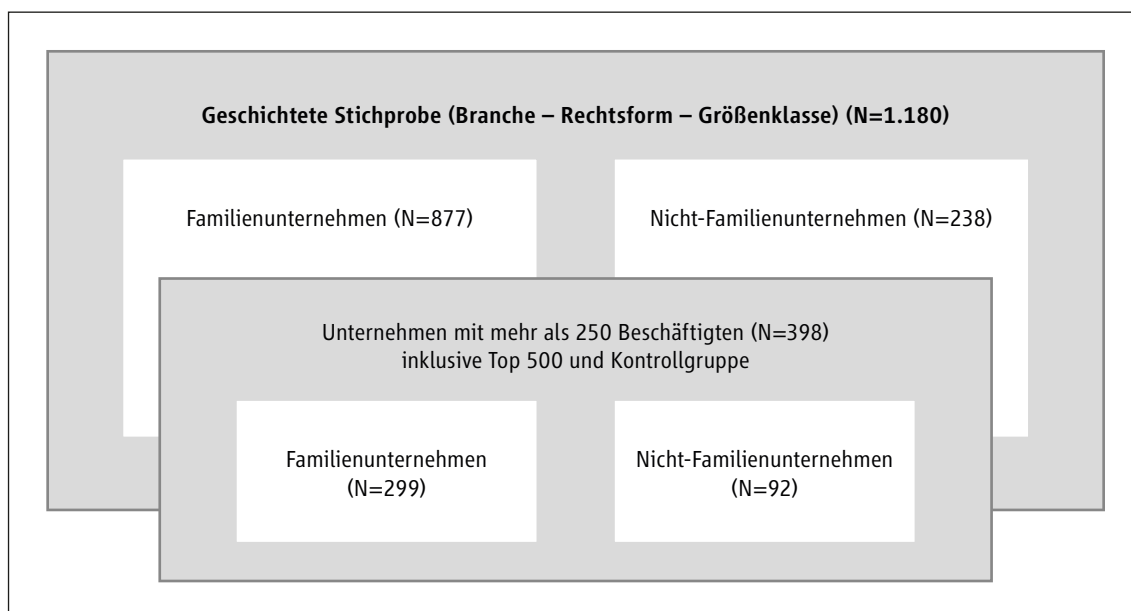 Geschichtete Stichprobe (Branche – Rechtsform – Größenklasse) (N=1.180)
Familienunternehmen (N=877)
Nicht-Familienunternehmen (N=238)
Unternehmen mit mehr als 250 Beschäftigten (N=398)
inklusive Top 500 und Kontrollgruppe
Familienunternehmen
(N=299)
Nicht-Familienunternehmen
(N=92)